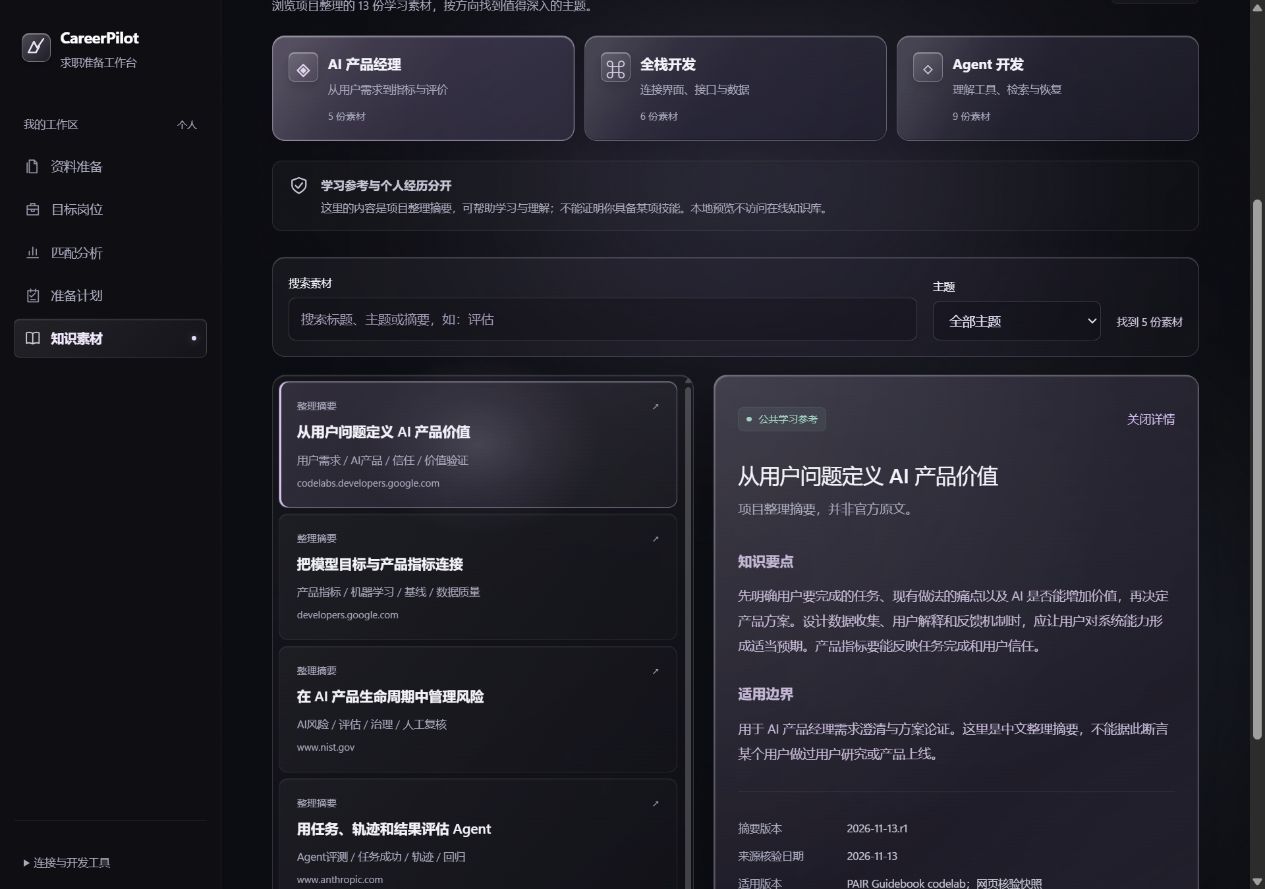 CareerPilot
求职准备工作台
我的工作区
个人
资料准备
目标岗位
匹配分析
准备计划
知识素材
连接与开发工具
浏览项目整理的 13 份学习素材，按方向找到值得深入的主题。
AI 产品经理
从用户需求到指标与评价
5 份素材
全栈开发
连接界面、接口与数据
6 份素材
Agent 开发
理解工具、检索与恢复
9 份素材
学习参考与个人经历分开
这里的内容是项目整理摘要，可帮助学习与理解；不能证明你具备某项技能。本地预览不访问在线知识库。
搜索素材
搜索标题、主题或摘要，如：评估
主题
全部主题
找到 5 份素材
整理摘要
从用户问题定义 AI 产品价值
用户需求 / AI产品 / 信任 / 价值验证
codelabs.developers.google.com
整理摘要
把模型目标与产品指标连接
产品指标 / 机器学习 / 基线 / 数据质量
developers.google.com
整理摘要
在 AI 产品生命周期中管理风险
AI风险 / 评估 / 治理 / 人工复核
www.nist.gov
整理摘要
用任务、轨迹和结果评估 Agent
Agent评测 / 任务成功 / 轨迹 / 回归
www.anthropic.com
公共学习参考
关闭详情
从用户问题定义 AI 产品价值
项目整理摘要，并非官方原文。
知识要点
先明确用户要完成的任务、现有做法的痛点以及 AI 是否能增加价值，再决定
产品方案。设计数据收集、用户解释和反馈机制时，应让用户对系统能力形
成适当预期。产品指标要能反映任务完成和用户信任。
适用边界
用于 AI 产品经理需求澄清与方案论证。这里是中文整理摘要，不能据此断言
某个用户做过用户研究或产品上线。
摘要版本
2026-11-13.r1
来源核验日期
2026-11-13
适用版本
PAIR Guidebook codelab；网页核验快照